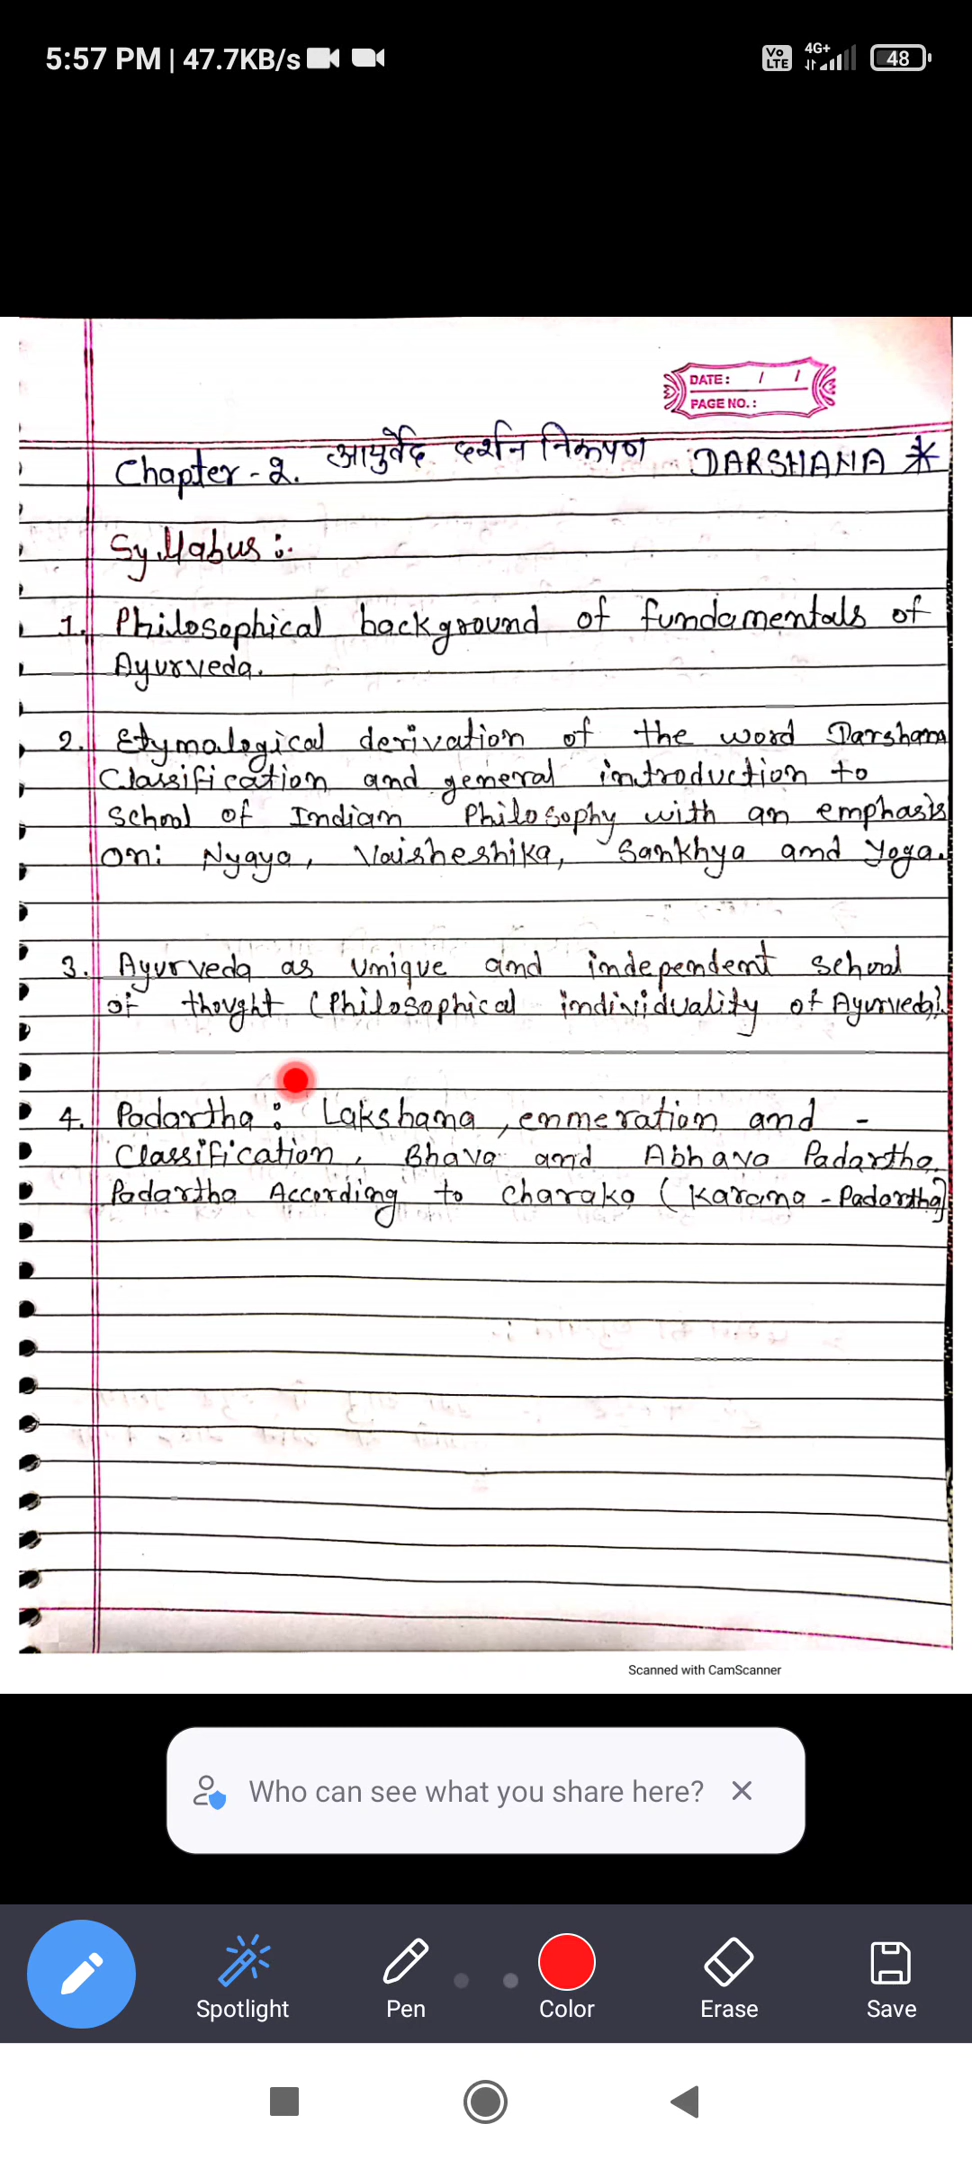 5:57 PM | 47.7KB/s
Vo LTE 4G+ 48
DATE: / /
PAGE NO.:
Chapter-2. आयुर्वेद दर्शन निरूपण DARSHANA *
Syllabus :-
1. Philosophical background of fundamentals of
Ayurveda.
2. Etymological derivation of the word Darshana
Classification and general introduction to
school of Indian Philosophy with an emphasis
on: Nyaya, Vaisheshika, Sankhya and Yoga.
3. Ayurveda as unique and independent school
of thought (Philosophical individuality of Ayurveda).
4. Padartha: Lakshana, enmeration and -
Classification, Bhava and Abhava Padartha.
Padartha According to charaka (Karana - Padartha)
Scanned with CamScanner
Who can see what you share here?
Spotlight Pen Color Erase Save